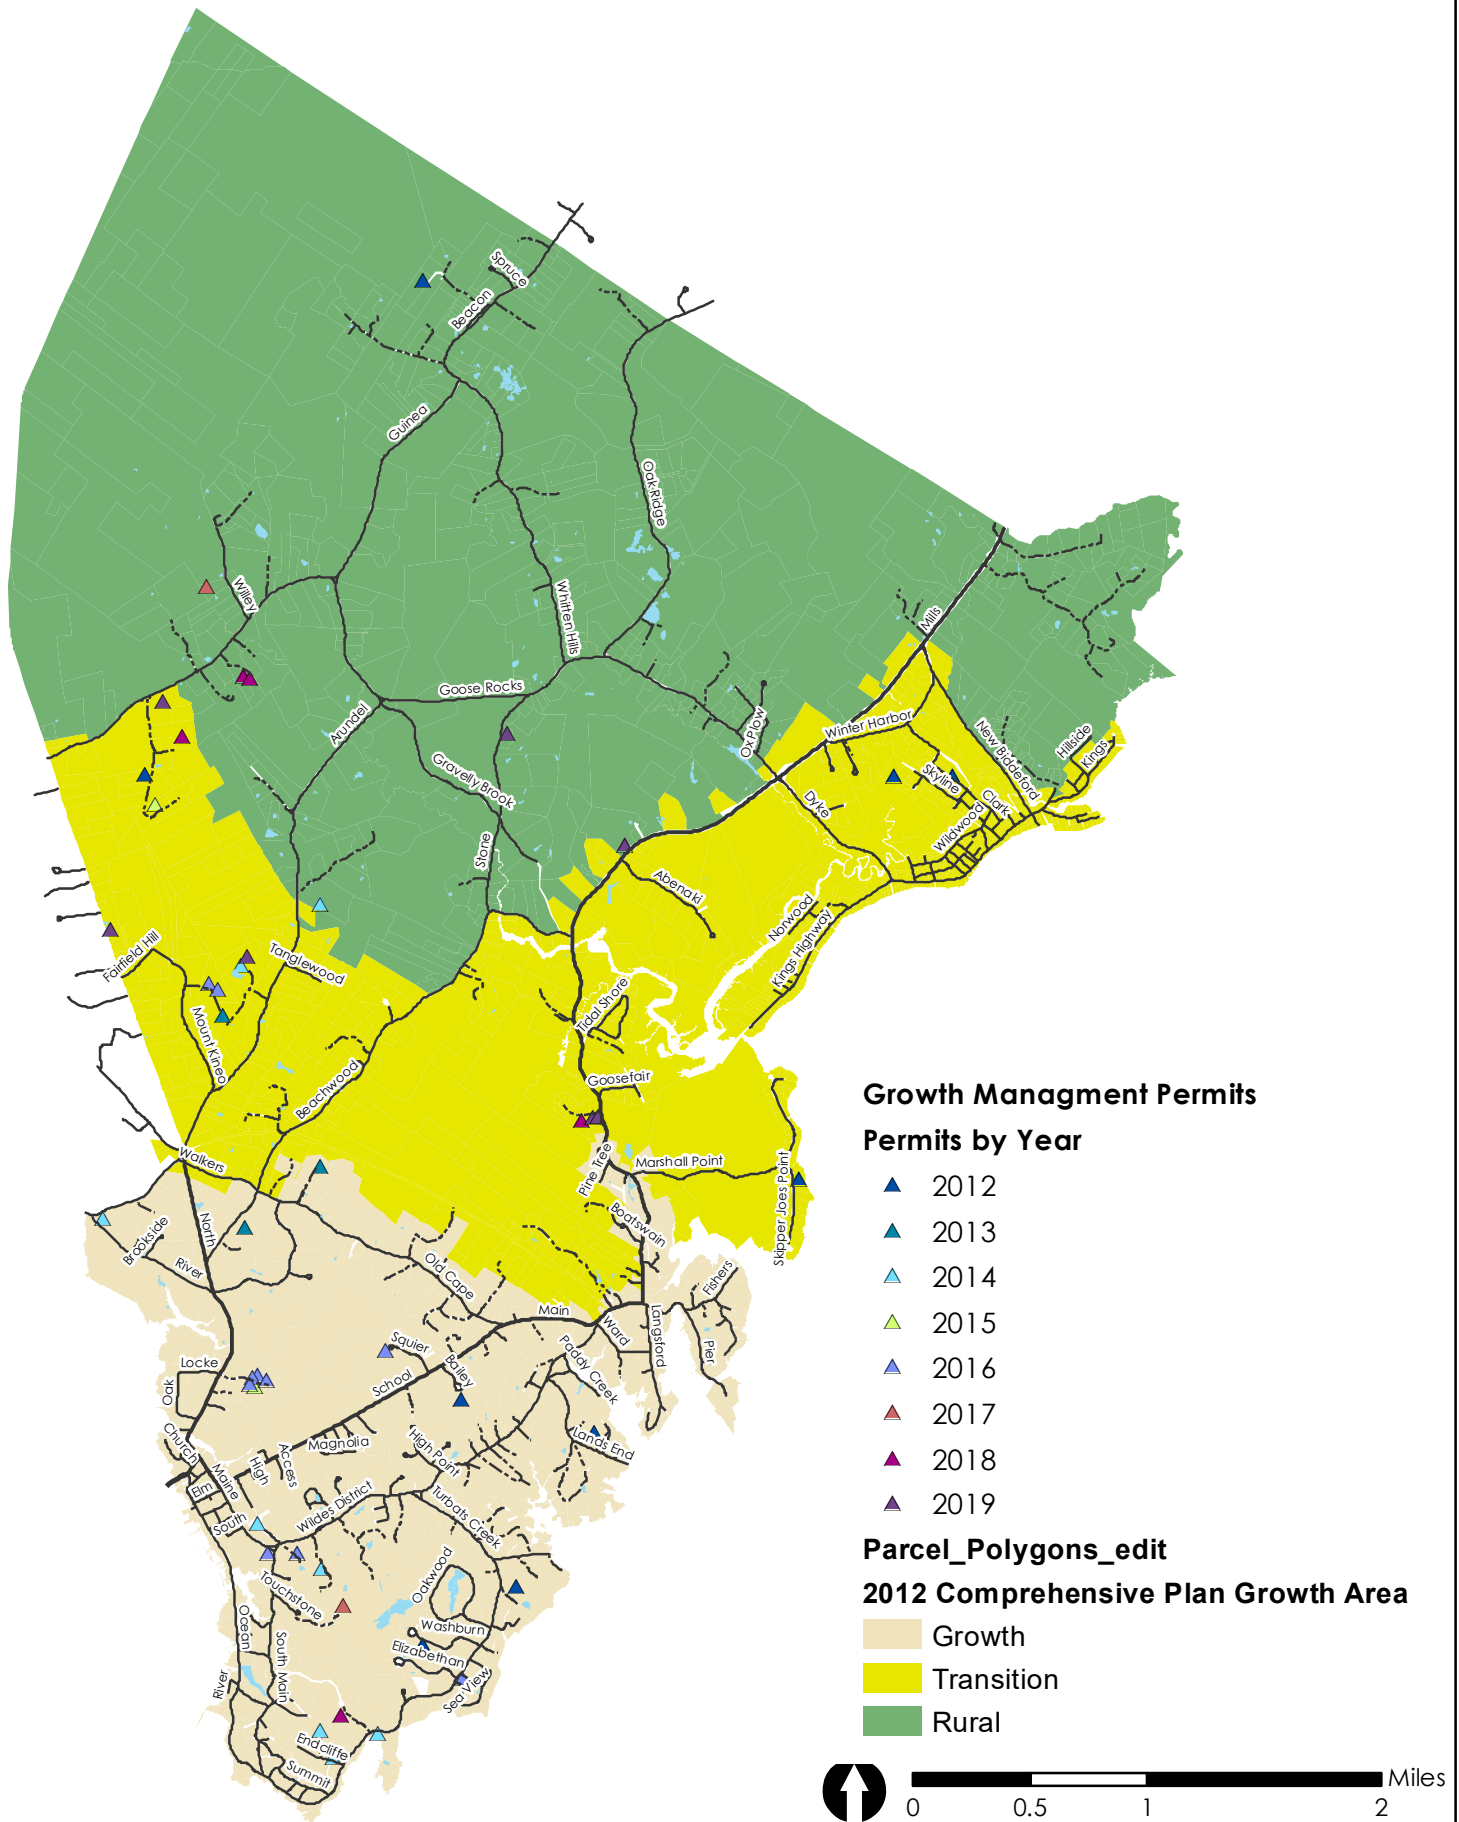 Spruce
Beacon
Guinea
Oak Ridge
Willey
Whitten Hills
Mills
Goose Rocks
Arundel
Ox Plow
Winter Harbor
New Biddeford
Hillside
Kings
Gravelly Brook
Skyline
Clark
Dyke
Wildwood
Stone
Abenaki
Norwood
Kings Highway
Fairfield Hill
Tanglewood
Mount Kineo
Tidal Shore
Beachwood
Goosefair
Walkers
Pine Tree
Marshall Point
Skipper Joes Point
Brookside
North
River
Boatswain
Old Cape
Fishers
Main
Ward
Langsford
Pier
Locke
Oak
Squier
School
Bailey
Paddy Creek
Church
Maine
Elm
High
Access
Magnolia
High Point
Lands End
South
Wildes District
Turbats Creek
Touchstone
Oakwood
Washburn
Elizabethan
Ocean
South Main
River
Sea View
Endcliffe
Summit
Growth Managment Permits
Permits by Year
2012
2013
2014
2015
2016
2017
2018
2019
Parcel_Polygons_edit
2012 Comprehensive Plan Growth Area
Growth
Transition
Rural
Miles
0 0.5 1 2